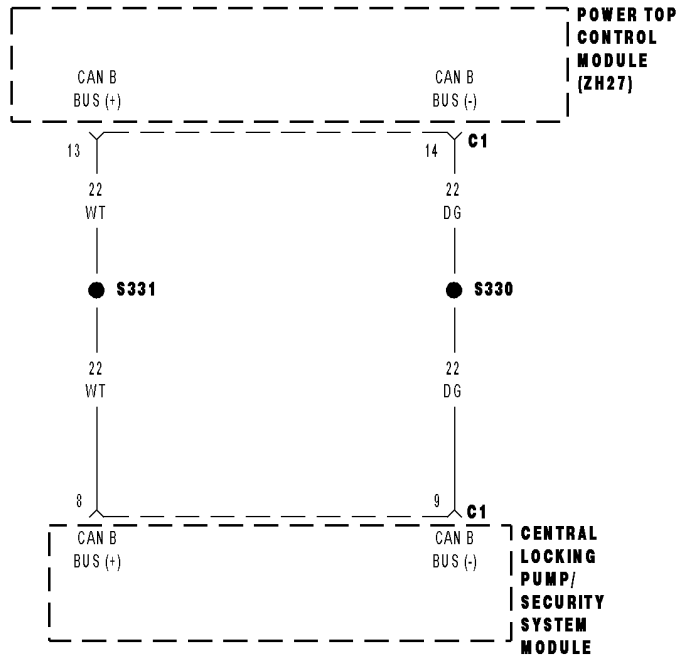 POWER TOP
CONTROL
MODULE
(ZH27)
CAN B
BUS (+)
CAN B
BUS (-)
13
14
C1
22
WT
22
DG
S331
S330
22
WT
22
DG
8
9
C1
CAN B
BUS (+)
CAN B
BUS (-)
CENTRAL
LOCKING
PUMP/
SECURITY
SYSTEM
MODULE